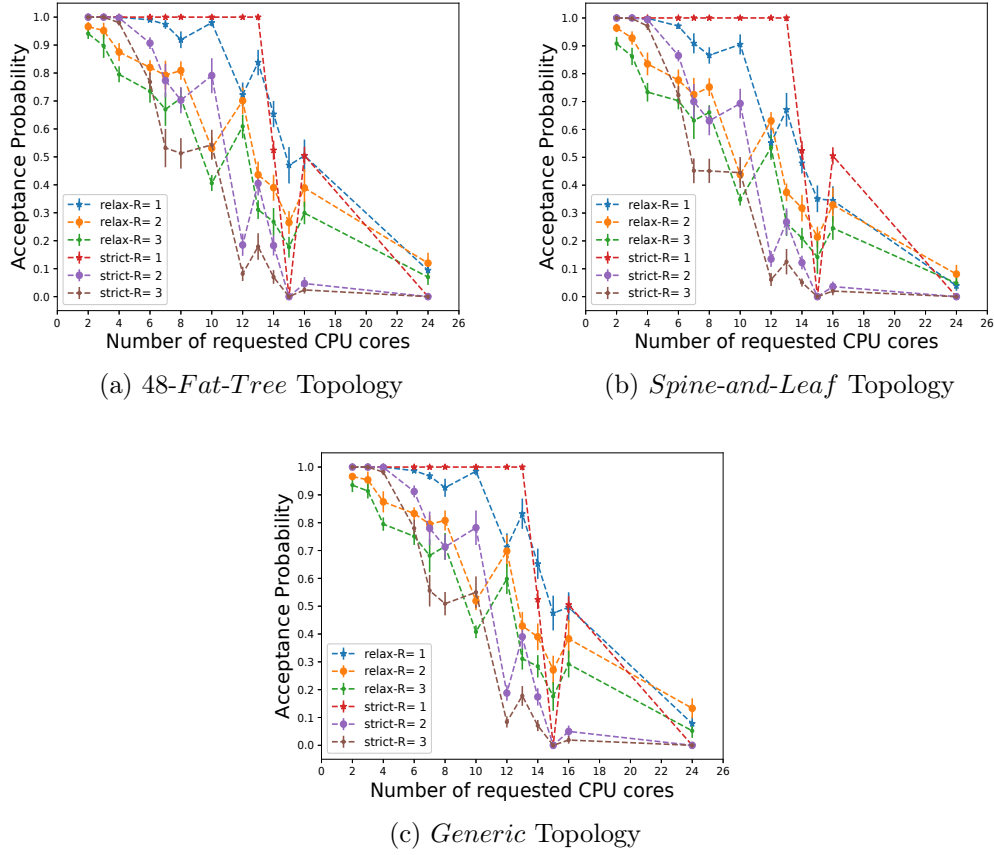 Acceptance Probability
1.0
0.9
0.8
0.7
0.6
0.5
0.4
0.3
0.2
0.1
0.0
relax-R= 1
relax-R= 2
relax-R= 3
strict-R= 1
strict-R= 2
strict-R= 3
0 2 4 6 8 10 12 14 16 18 20 22 24 26
Number of requested CPU cores
(a) 48-Fat-Tree Topology
Acceptance Probability
1.0
0.9
0.8
0.7
0.6
0.5
0.4
0.3
0.2
0.1
0.0
relax-R= 1
relax-R= 2
relax-R= 3
strict-R= 1
strict-R= 2
strict-R= 3
0 2 4 6 8 10 12 14 16 18 20 22 24 26
Number of requested CPU cores
(b) Spine-and-Leaf Topology
Acceptance Probability
1.0
0.9
0.8
0.7
0.6
0.5
0.4
0.3
0.2
0.1
0.0
relax-R= 1
relax-R= 2
relax-R= 3
strict-R= 1
strict-R= 2
strict-R= 3
0 2 4 6 8 10 12 14 16 18 20 22 24 26
Number of requested CPU cores
(c) Generic Topology